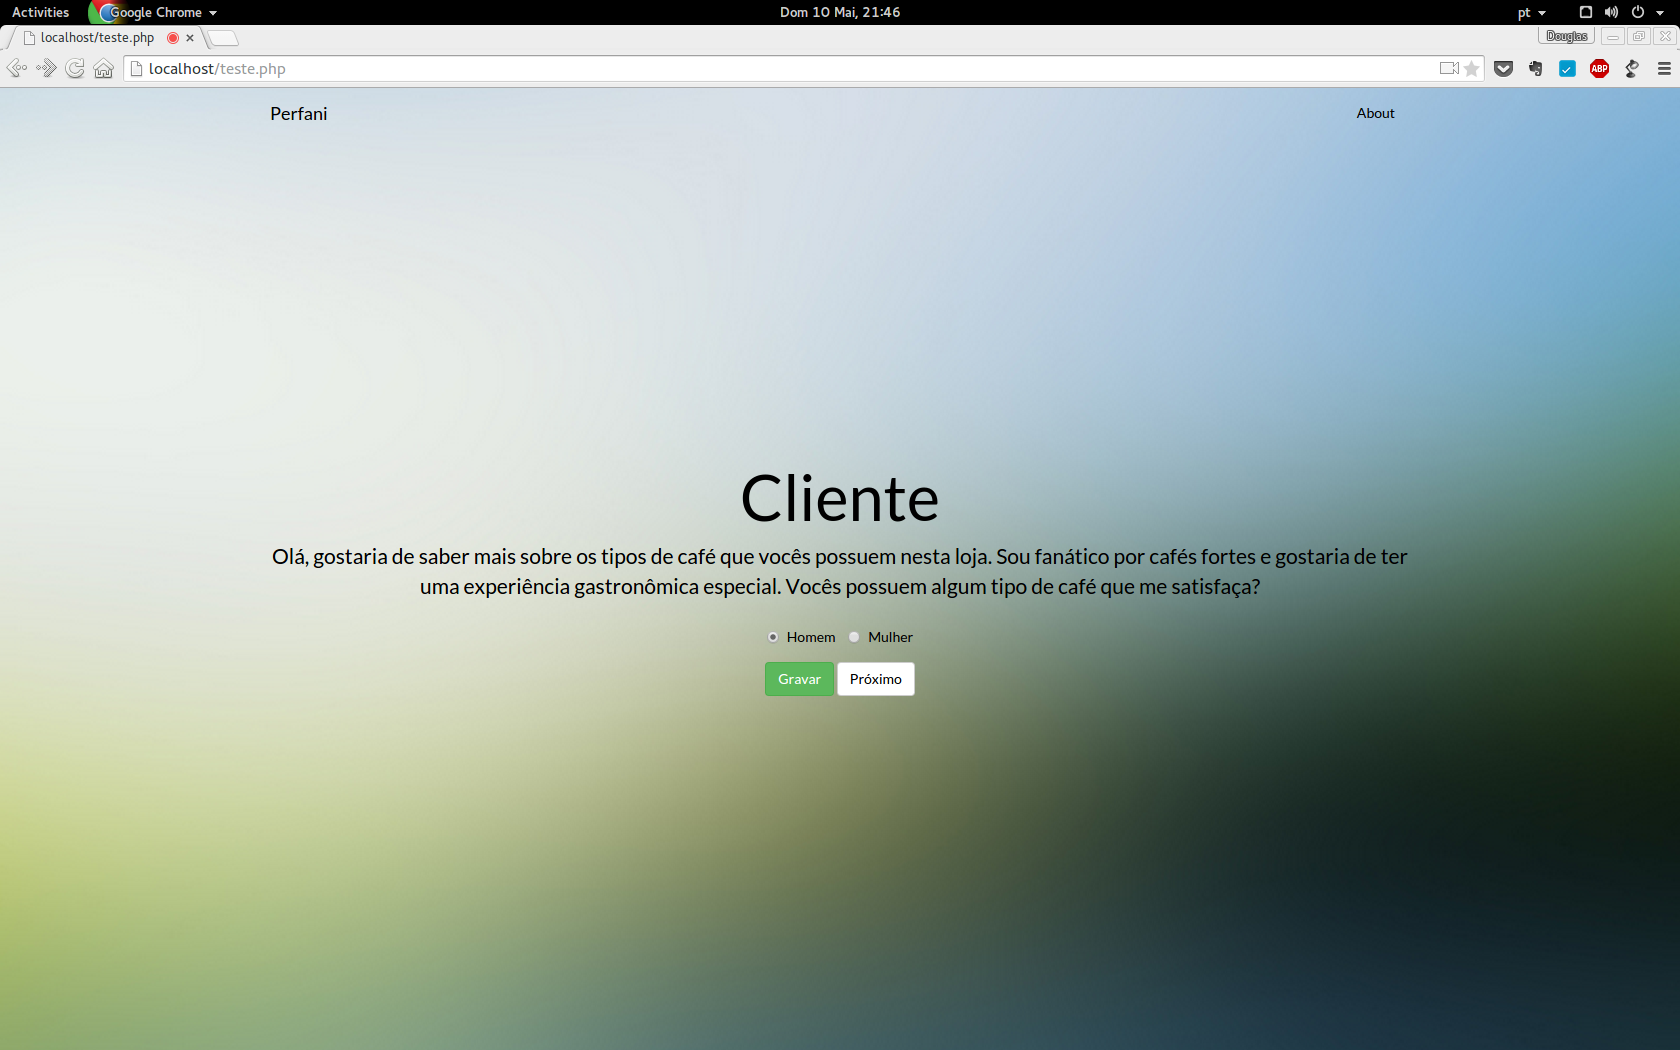 Activities Google Chrome Dom 10 Mai, 21:46 pt
localhost/teste.php Douglas
localhost/teste.php ABP
Perfani About
Cliente
Olá, gostaria de saber mais sobre os tipos de café que vocês possuem nesta loja. Sou fanático por cafés fortes e gostaria de ter
uma experiência gastronômica especial. Vocês possuem algum tipo de café que me satisfaça?
Homem Mulher
Gravar Próximo